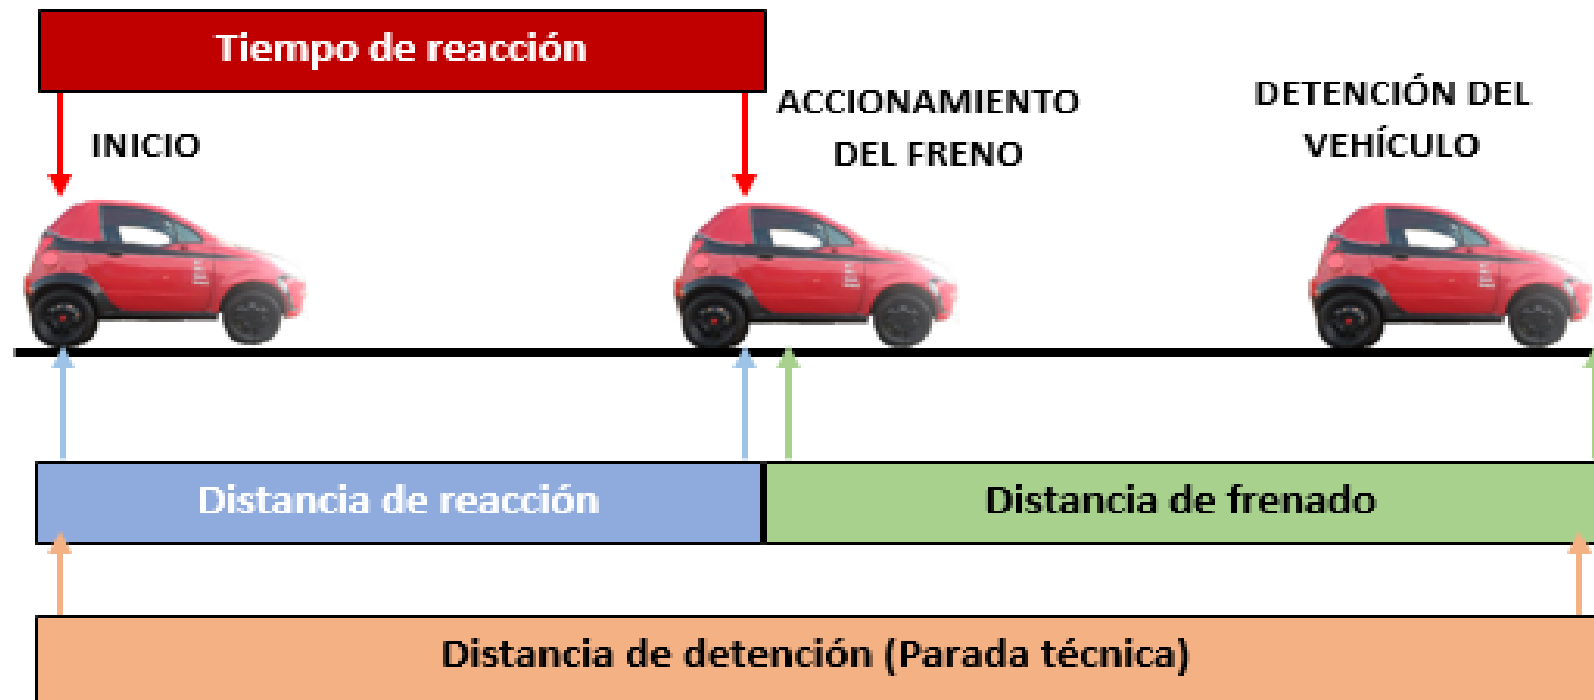 Tiempo de reacción
INICIO
ACCIONAMIENTO
DEL FRENO
DETENCIÓN DEL
VEHÍCULO
Distancia de reacción
Distancia de frenado
Distancia de detención (Parada técnica)